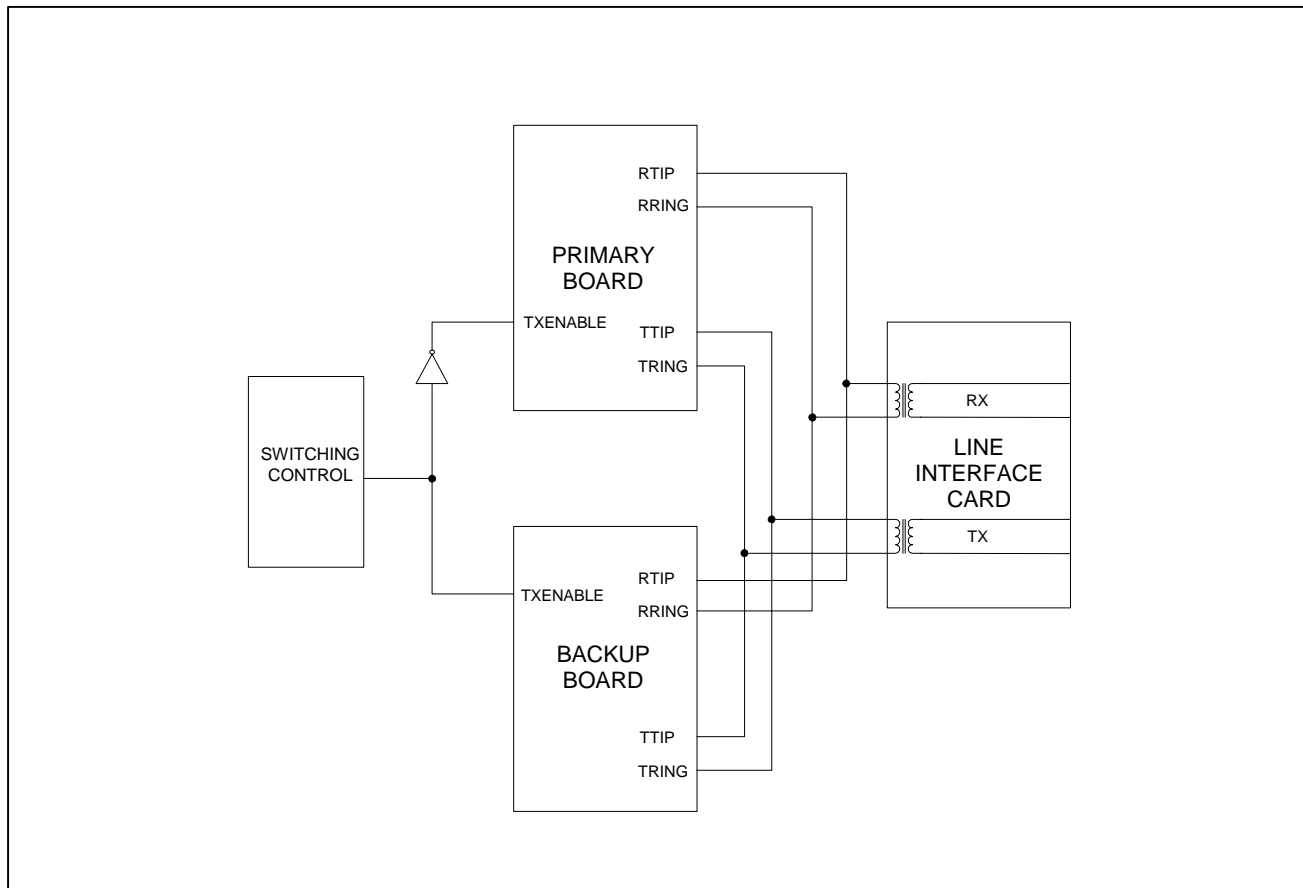 RTIP
RRING
PRIMARY
BOARD
TXENABLE
TTIP
TRING
SWITCHING
CONTROL
RX
LINE
INTERFACE
CARD
TX
RTIP
TXENABLE
RRING
BACKUP
BOARD
TTIP
TRING